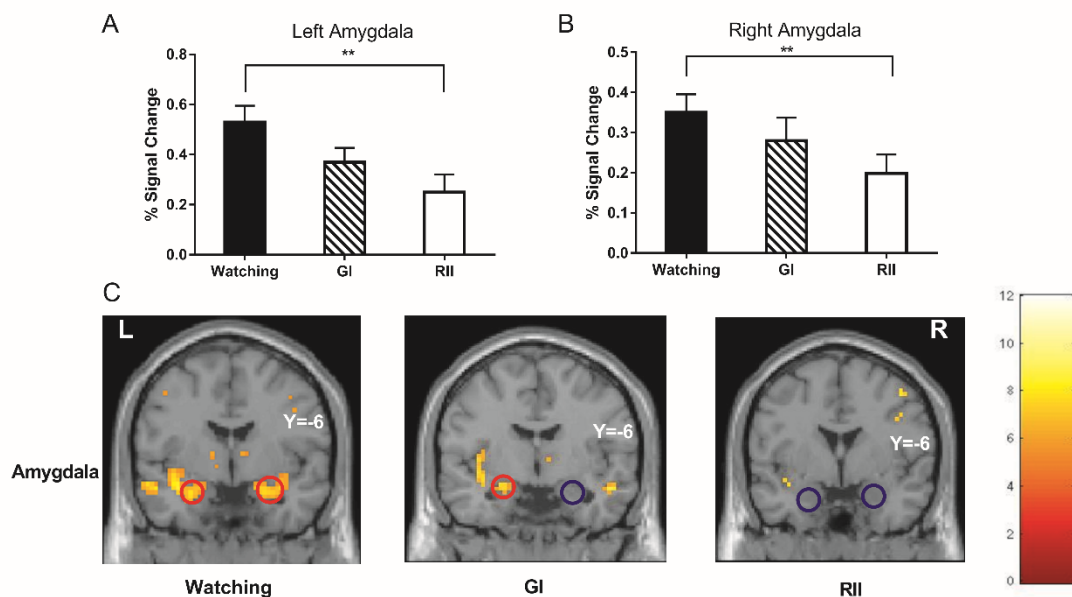 A
Left Amygdala
**
% Signal Change
0.8
0.6
0.4
0.2
0.0
Watching GI RII
B
Right Amygdala
**
% Signal Change
0.5
0.4
0.3
0.2
0.1
0.0
Watching GI RII
C
Amygdala
L
Y=-6
Watching
Y=-6
GI
R
Y=-6
RII
12
10
8
6
4
2
0